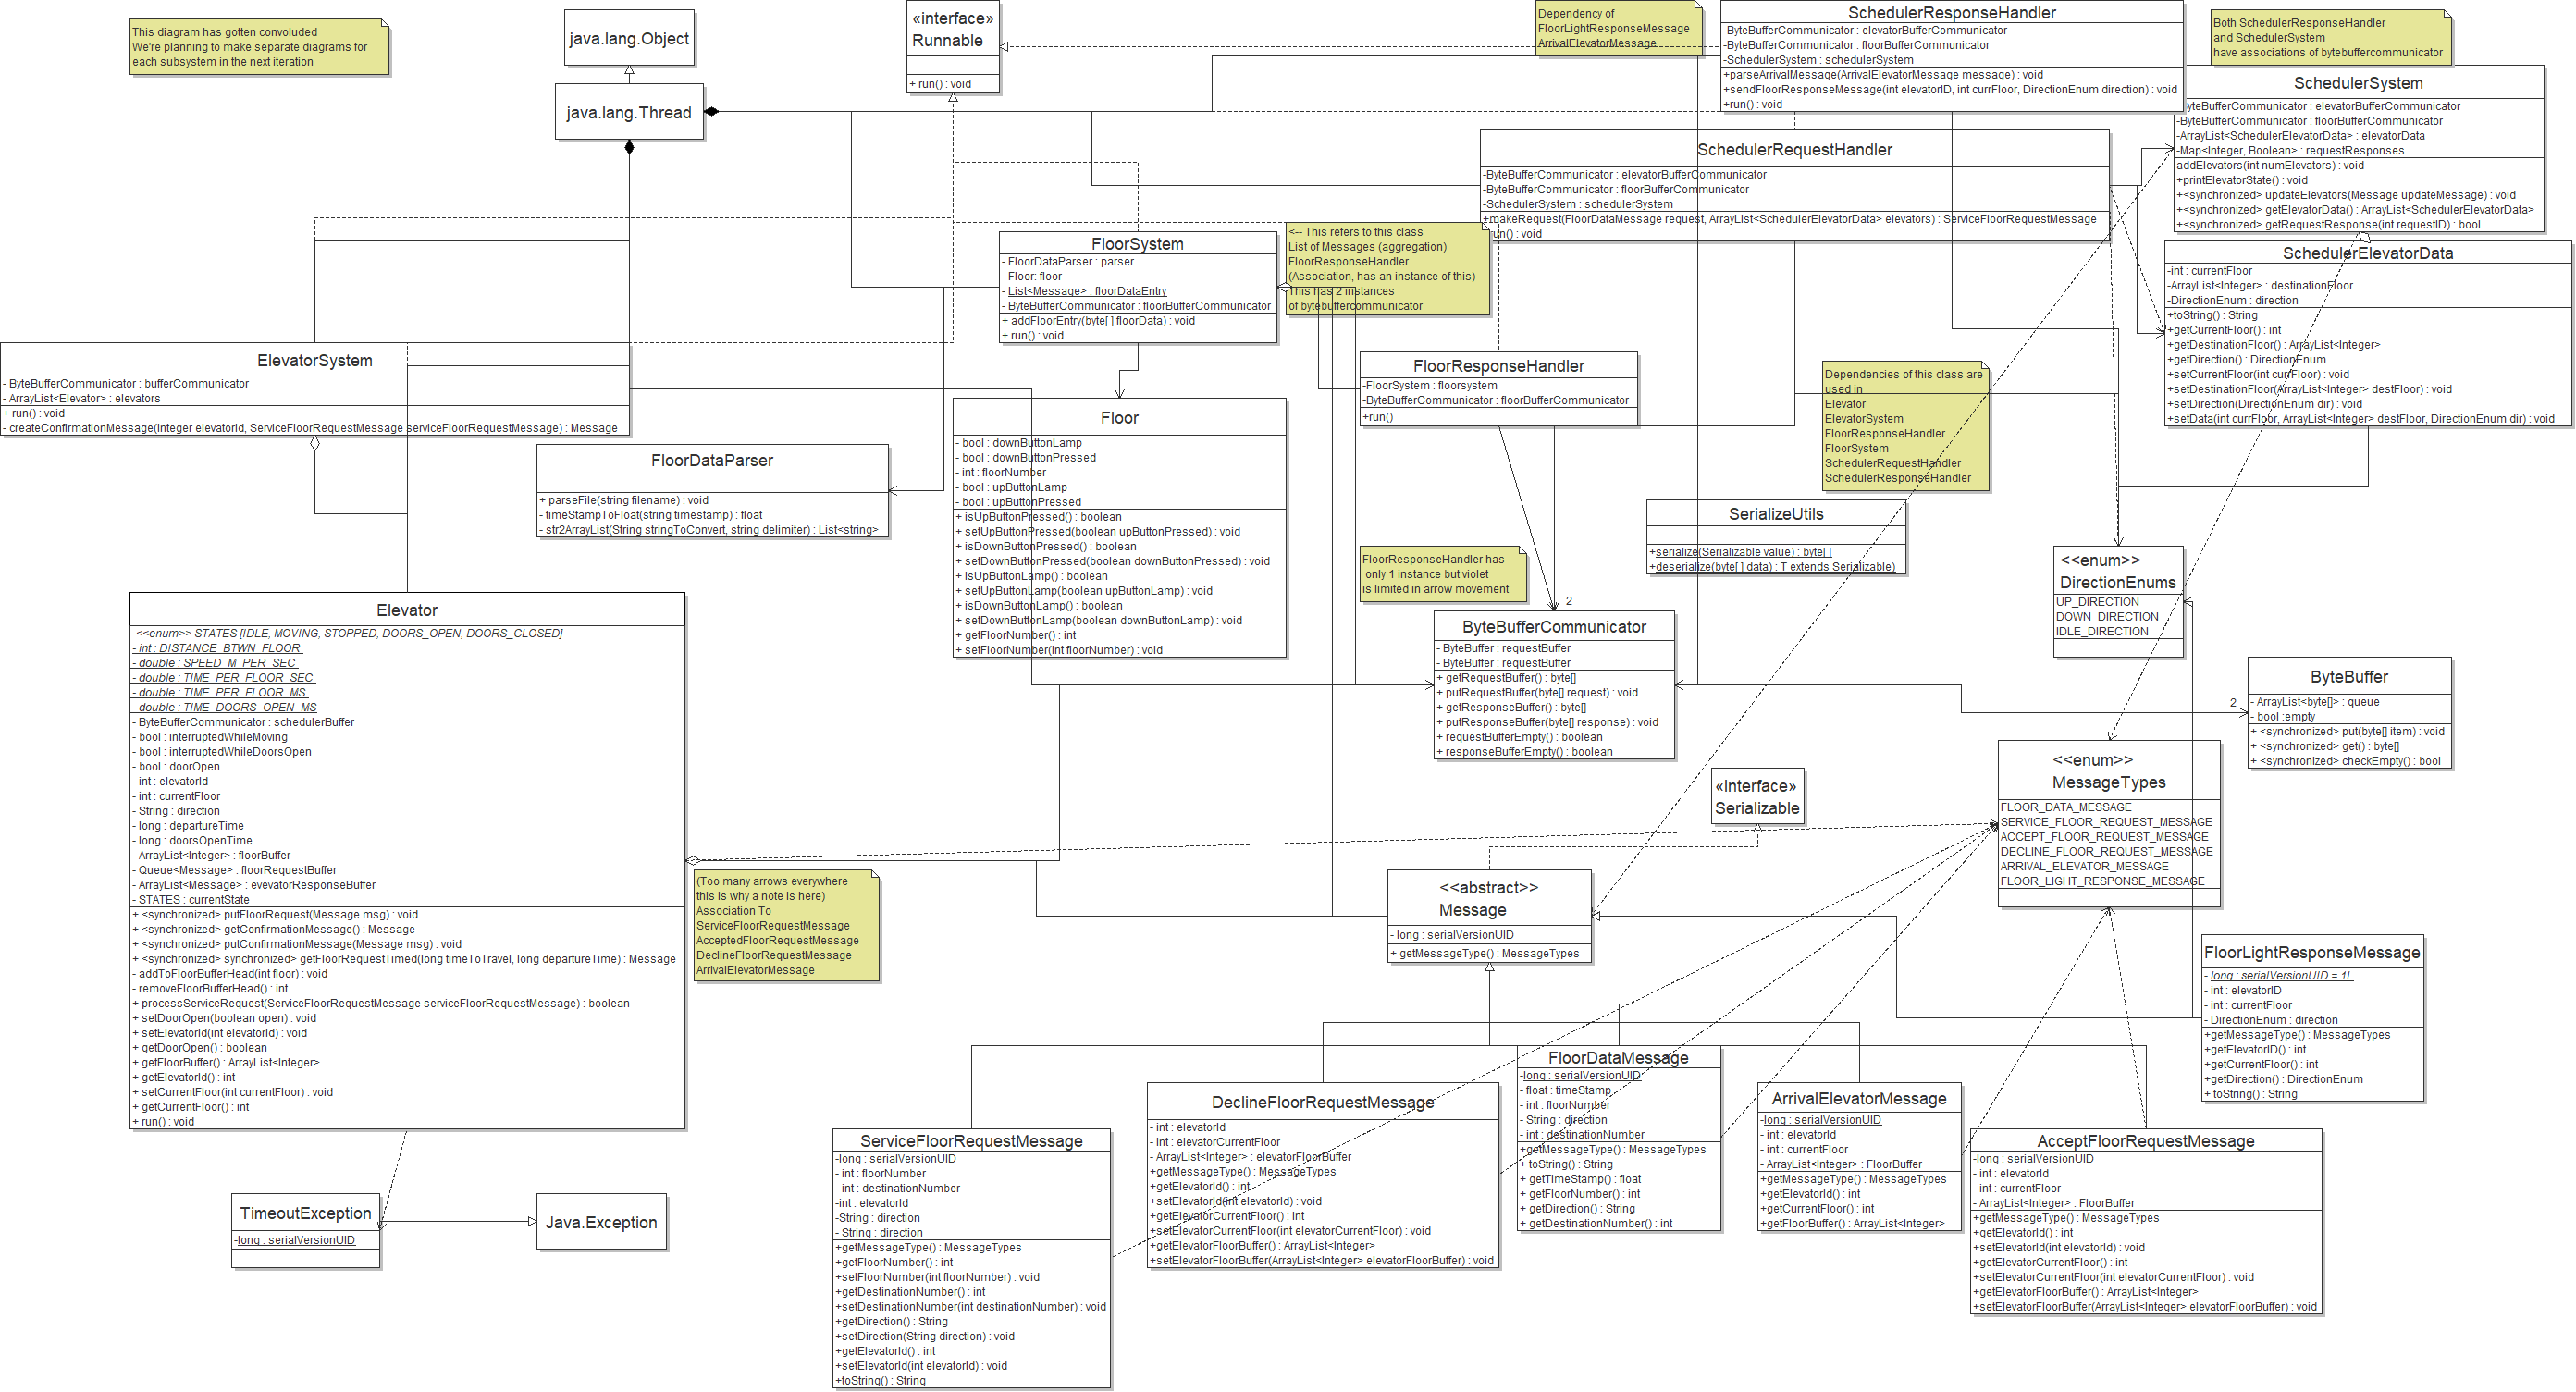 This diagram has gotten convoluded
We're planning to make separate diagrams for
each subsystem in the next iteration
java.lang.Object
java.lang.Thread
«interface»
Runnable
+ run() : void
Dependency of
FloorLightResponseMessage
ArrivalElevatorMessage
SchedulerResponseHandler
-ByteBufferCommunicator : elevatorBufferCommunicator
-ByteBufferCommunicator : floorBufferCommunicator
-SchedulerSystem : schedulerSystem
+parseArrivalMessage(ArrivalElevatorMessage message) : void
+sendFloorResponseMessage(int elevatorID, int currFloor, DirectionEnum direction) : void
+run() : void
Both SchedulerResponseHandler
and SchedulerSystem
have associations of bytebuffercommunicator
SchedulerSystem
-ByteBufferCommunicator : elevatorBufferCommunicator
-ByteBufferCommunicator : floorBufferCommunicator
-ArrayList<SchedulerElevatorData> : elevatorData
-Map<Integer, Boolean> : requestResponses
addElevators(int numElevators) : void
+printElevatorState() : void
+<synchronized> updateElevators(Message updateMessage) : void
+<synchronized> getElevatorData() : ArrayList<SchedulerElevatorData>
+<synchronized> getRequestResponse(int requestID) : bool
SchedulerRequestHandler
-ByteBufferCommunicator : elevatorBufferCommunicator
-ByteBufferCommunicator : floorBufferCommunicator
-SchedulerSystem : schedulerSystem
+makeRequest(FloorDataMessage request, ArrayList<SchedulerElevatorData> elevators) : ServiceFloorRequestMessage
run() : void
<-- This refers to this class
List of Messages (aggregation)
FloorResponseHandler
(Association, has an instance of this)
This has 2 instances
of bytebuffercommunicator
FloorSystem
- FloorDataParser : parser
- Floor: floor
- List<Message> : floorDataEntry
- ByteBufferCommunicator : floorBufferCommunicator
+ addFloorEntry(byte[ ] floorData) : void
+ run() : void
SchedulerElevatorData
-int : currentFloor
-ArrayList<Integer> : destinationFloor
-DirectionEnum : direction
+toString() : String
+getCurrentFloor() : int
+getDestinationFloor() : ArrayList<Integer>
+getDirection() : DirectionEnum
+setCurrentFloor(int currFloor) : void
+setDestinationFloor(ArrayList<Integer> destFloor) : void
+setDirection(DirectionEnum dir) : void
+setData(int currFloor, ArrayList<Integer> destFloor, DirectionEnum dir) : void
ElevatorSystem
- ByteBufferCommunicator : bufferCommunicator
- ArrayList<Elevator> : elevators
+ run() : void
- createConfirmationMessage(Integer elevatorId, ServiceFloorRequestMessage serviceFloorRequestMessage) : Message
FloorResponseHandler
-FloorSystem : floorsystem
-ByteBufferCommunicator : floorBufferCommunicator
+run()
Dependencies of this class are
used in
Elevator
ElevatorSystem
FloorResponseHandler
FloorSystem
SchedulerRequestHandler
SchedulerResponseHandler
Floor
- bool : downButtonLamp
- bool : downButtonPressed
- int : floorNumber
- bool : upButtonLamp
- bool : upButtonPressed
+ isUpButtonPressed() : boolean
+ setUpButtonPressed(boolean upButtonPressed) : void
+ isDownButtonPressed() : boolean
+ setDownButtonPressed(boolean downButtonPressed) : void
+ isUpButtonLamp() : boolean
+ setUpButtonLamp(boolean upButtonLamp) : void
+ isDownButtonLamp() : boolean
+ setDownButtonLamp(boolean downButtonLamp) : void
+ getFloorNumber() : int
+ setFloorNumber(int floorNumber) : void
FloorDataParser
+ parseFile(string filename) : void
- timeStampToFloat(string timestamp) : float
- str2ArrayList(String stringToConvert, string delimiter) : List<string>
SerializeUtils
+serialize(Serializable value) : byte[ ]
+deserialize(byte[ ] data) : T extends Serializable)
FloorResponseHandler has
only 1 instance but violet
is limited in arrow movement
<<enum>>
DirectionEnums
UP_DIRECTION
DOWN_DIRECTION
IDLE_DIRECTION
2
ByteBufferCommunicator
- ByteBuffer : requestBuffer
- ByteBuffer : requestBuffer
+ getRequestBuffer() : byte[]
+ putRequestBuffer(byte[] request) : void
+ getResponseBuffer() : byte[]
+ putResponseBuffer(byte[] response) : void
+ requestBufferEmpty() : boolean
+ responseBufferEmpty() : boolean
2
ByteBuffer
- ArrayList<byte[]> : queue
- bool :empty
+ <synchronized> put(byte[] item) : void
+ <synchronized> get() : byte[]
+ <synchronized> checkEmpty() : bool
Elevator
-<<enum>> STATES [IDLE, MOVING, STOPPED, DOORS_OPEN, DOORS_CLOSED]
- int : DISTANCE_BTWN_FLOOR
- double : SPEED_M_PER_SEC
- double : TIME_PER_FLOOR_SEC
- double : TIME_PER_FLOOR_MS
- double : TIME_DOORS_OPEN_MS
- ByteBufferCommunicator : schedulerBuffer
- bool : interruptedWhileMoving
- bool : interruptedWhileDoorsOpen
- bool : doorOpen
- int : elevatorId
- int : currentFloor
- String : direction
- long : departureTime
- long : doorsOpenTime
- ArrayList<Integer> : floorBuffer
- Queue<Message> : floorRequestBuffer
- ArrayList<Message> : evevatorResponseBuffer
- STATES : currentState
+ <synchronized> putFloorRequest(Message msg) : void
+ <synchronized> getConfirmationMessage() : Message
+ <synchronized> putConfirmationMessage(Message msg) : void
+ <synchronized> synchronized> getFloorRequestTimed(long timeToTravel, long departureTime) : Message
- addToFloorBufferHead(int floor) : void
- removeFloorBufferHead() : int
+ processServiceRequest(ServiceFloorRequestMessage serviceFloorRequestMessage) : boolean
+ setDoorOpen(boolean open) : void
+ setElevatorId(int elevatorId) : void
+ getDoorOpen() : boolean
+ getFloorBuffer() : ArrayList<Integer>
+ getElevatorId() : int
+ setCurrentFloor(int currentFloor) : void
+ getCurrentFloor() : int
+ run() : void
(Too many arrows everywhere
this is why a note is here)
Association To
ServiceFloorRequestMessage
AcceptedFloorRequestMessage
DeclineFloorRequestMessage
ArrivalElevatorMessage
«interface»
Serializable
<<enum>>
MessageTypes
FLOOR_DATA_MESSAGE
SERVICE_FLOOR_REQUEST_MESSAGE
ACCEPT_FLOOR_REQUEST_MESSAGE
DECLINE_FLOOR_REQUEST_MESSAGE
ARRIVAL_ELEVATOR_MESSAGE
FLOOR_LIGHT_RESPONSE_MESSAGE
<<abstract>>
Message
- long : serialVersionUID
+ getMessageType() : MessageTypes
FloorLightResponseMessage
- long : serialVersionUID = 1L
- int : elevatorID
- int : currentFloor
- DirectionEnum : direction
+getMessageType() : MessageTypes
+getElevatorID() : int
+getCurrentFloor() : int
+getDirection() : DirectionEnum
+ toString() : String
ServiceFloorRequestMessage
-long : serialVersionUID
- int : floorNumber
- int : destinationNumber
-int : elevatorId
-String : direction
- String : direction
+getMessageType() : MessageTypes
+getFloorNumber() : int
+setFloorNumber(int floorNumber) : void
+getDestinationNumber() : int
+setDestinationNumber(int destinationNumber) : void
+getDirection() : String
+setDirection(String direction) : void
+getElevatorId() : int
+setElevatorId(int elevatorId) : void
+toString() : String
DeclineFloorRequestMessage
- int : elevatorId
- int : elevatorCurrentFloor
- ArrayList<Integer> : elevatorFloorBuffer
+getMessageType() : MessageTypes
+getElevatorId() : int
+setElevatorId(int elevatorId) : void
+getElevatorCurrentFloor() : int
+setElevatorCurrentFloor(int elevatorCurrentFloor) : void
+getElevatorFloorBuffer() : ArrayList<Integer>
+setElevatorFloorBuffer(ArrayList<Integer> elevatorFloorBuffer) : void
FloorDataMessage
-long : serialVersionUID
- float : timeStamp
- int : floorNumber
- String : direction
- int : destinationNumber
+getMessageType() : MessageTypes
+ toString() : String
+ getTimeStamp() : float
+ getFloorNumber() : int
+ getDirection() : String
+ getDestinationNumber() : int
ArrivalElevatorMessage
-long : serialVersionUID
- int : elevatorId
- int : currentFloor
- ArrayList<Integer> : FloorBuffer
+getMessageType() : MessageTypes
+getElevatorId() : int
+getCurrentFloor() : int
+getFloorBuffer() : ArrayList<Integer>
AcceptFloorRequestMessage
-long : serialVersionUID
- int : elevatorId
- int : currentFloor
- ArrayList<Integer> : FloorBuffer
+getMessageType() : MessageTypes
+getElevatorId() : int
+setElevatorId(int elevatorId) : void
+getElevatorCurrentFloor() : int
+setElevatorCurrentFloor(int elevatorCurrentFloor) : void
+getElevatorFloorBuffer() : ArrayList<Integer>
+setElevatorFloorBuffer(ArrayList<Integer> elevatorFloorBuffer) : void
TimeoutException
-long : serialVersionUID
Java.Exception